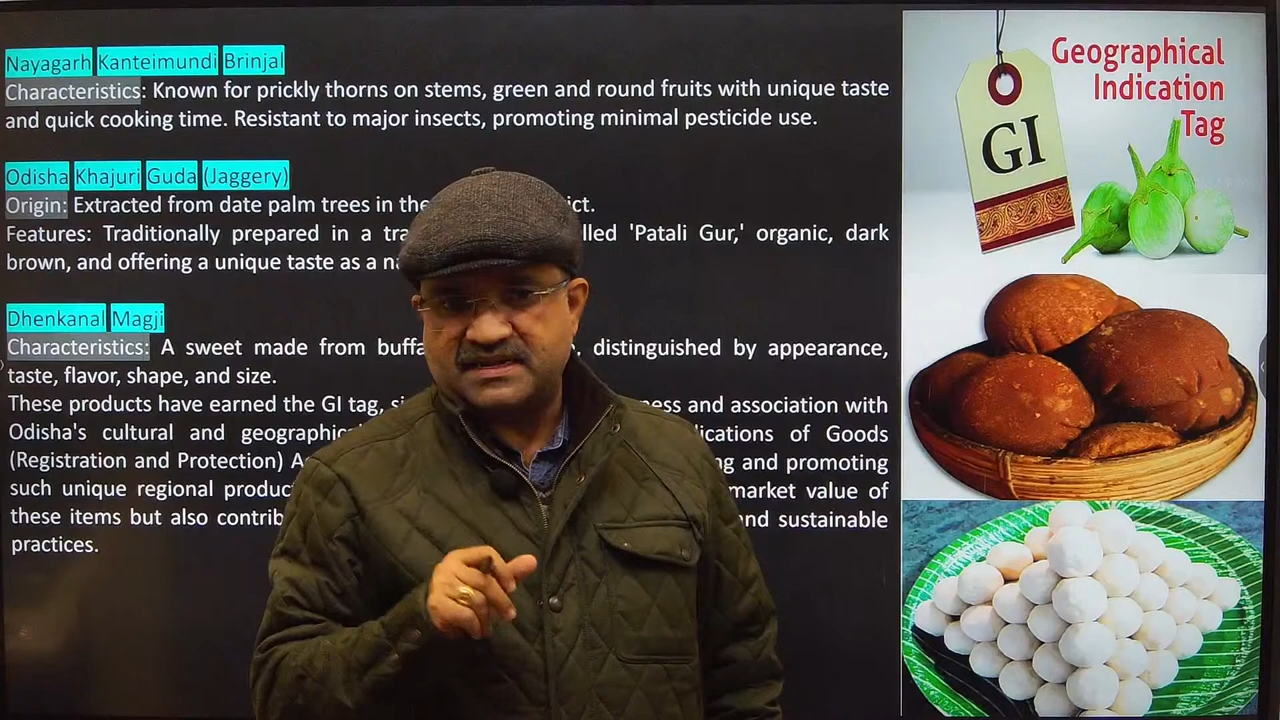 Nayagarh Kanteimundi Brinjal
Characteristics: Known for prickly thorns on stems, green and round fruits with unique taste
and quick cooking time. Resistant to major insects, promoting minimal pesticide use.
Odisha Khajuri Guda (Jaggery)
Origin: Extracted from date palm trees in the
Features: Traditionally prepared in a 'Patali Gur,' organic, dark
brown, and offering a unique taste as a
Dhenkanal Magji
Characteristics: A sweet made from distinguished by appearance,
taste, flavor, shape, and size.
These products have earned the GI tag, and association with
Odisha's cultural and of Goods
(Registration and Protection) and promoting
such unique regional market value of
these items but also sustainable
practices.
Geographical
Indication
Tag
GI